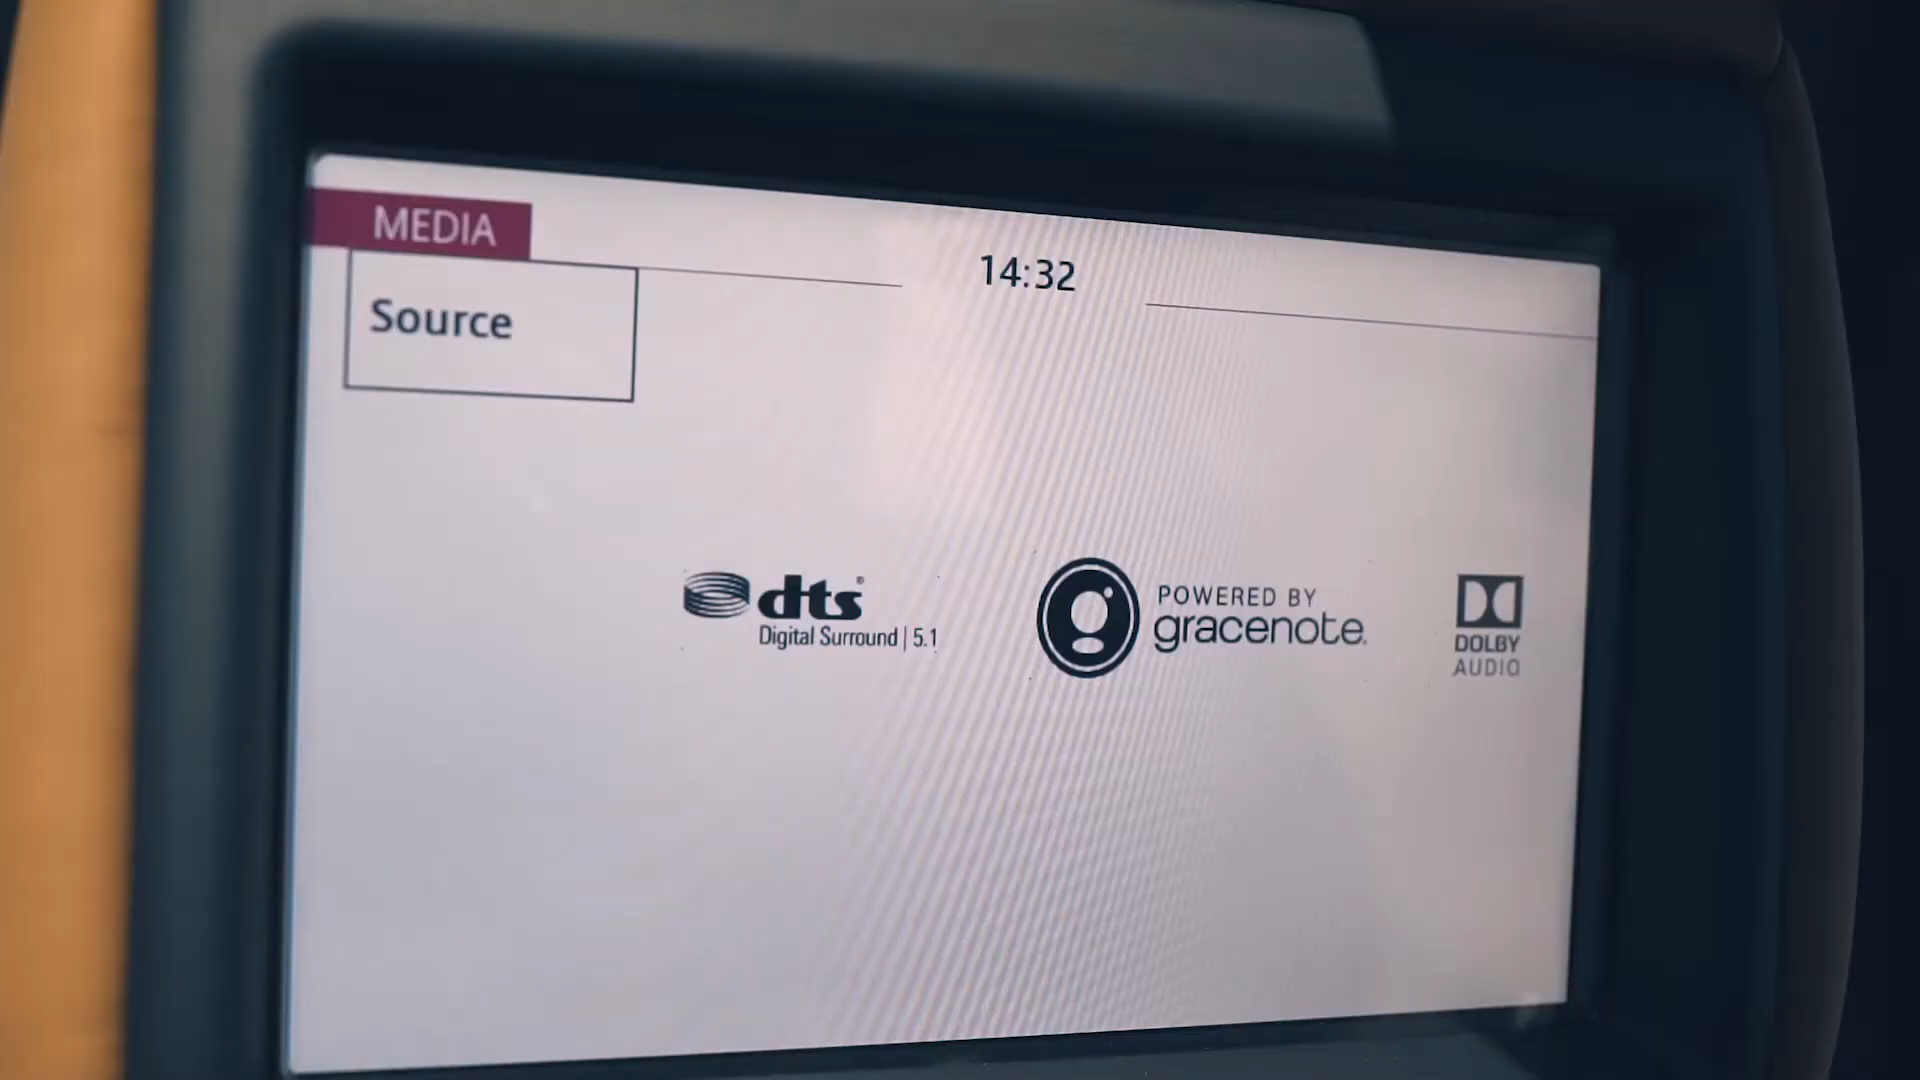 MEDIA
14:32
Source
dts®
Digital Surround | 5.1
POWERED BY
gracenote.
DOLBY
AUDIO